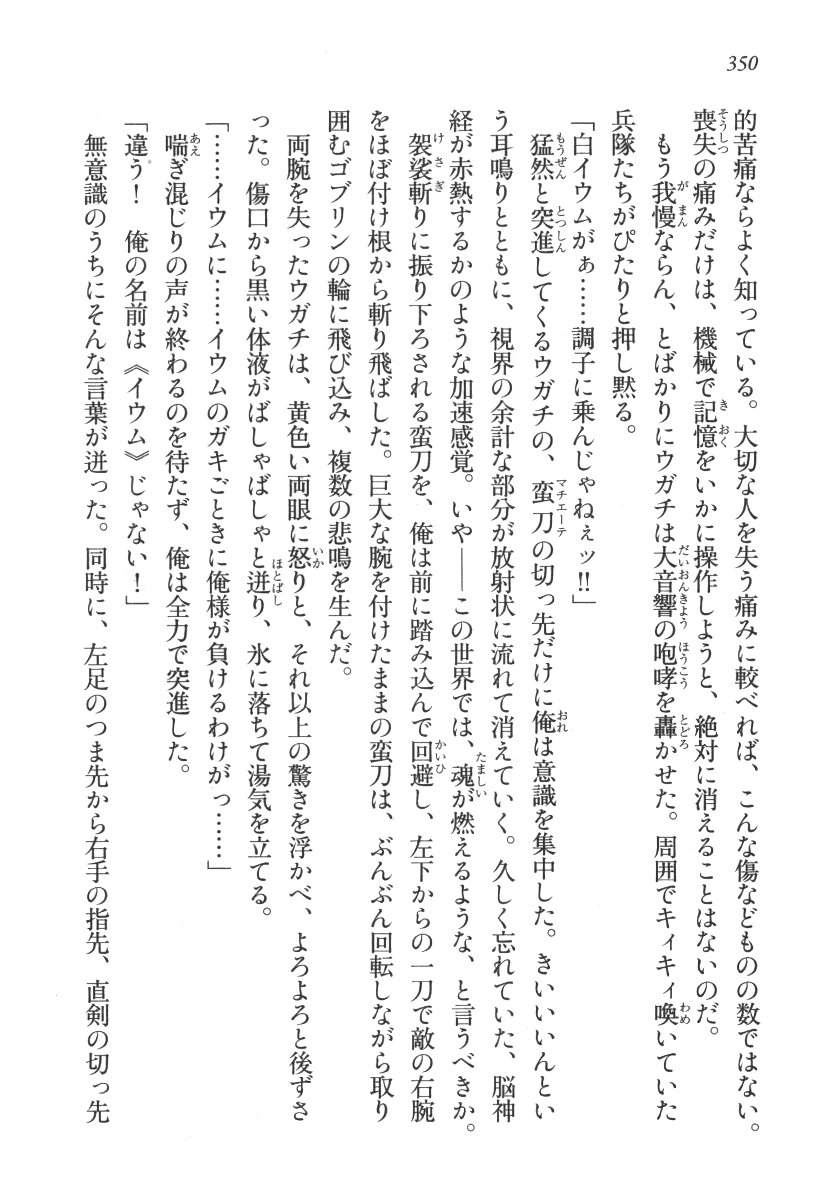 350
的苦痛ならよく知っている。大切な人を失う痛みに較べれば、こんな傷などものの数ではない。
喪失の痛みだけは、機械で記憶をいかに操作しようと、絶対に消えることはないのだ。
もう我慢ならん、とばかりにウガチは大音響の咆哮を轟かせた。周囲でキィキィ喚いていた
兵隊たちがぴたりと押し黙る。
「白イウムがぁ……調子に乗んじゃねぇッ!!」
猛然と突進してくるウガチの、蛮刀の切っ先だけに俺は意識を集中した。きいいいんとい
う耳鳴りとともに、視界の余計な部分が放射状に流れて消えていく。久しく忘れていた、脳神
経が赤熱するかのような加速感覚。いや――この世界では、魂が燃えるような、と言うべきか。
袈裟斬りに振り下ろされる蛮刀を、俺は前に踏み込んで回避し、左下からの一刀で敵の右腕
をほぼ付け根から斬り飛ばした。巨大な腕を付けたままの蛮刀は、ぶんぶん回転しながら取り
囲むゴブリンの輪に飛び込み、複数の悲鳴を生んだ。
両腕を失ったウガチは、黄色い両眼に怒りと、それ以上の驚きを浮かべ、よろよろと後ずさ
った。傷口から黒い体液がばしゃばしゃと迸り、氷に落ちて湯気を立てる。
「……イウムに……イウムのガキごときに俺様が負けるわけがっ……」
喘ぎ混じりの声が終わるのを待たず、俺は全力で突進した。
「違う！　俺の名前は《イウム》じゃない！」
無意識のうちにそんな言葉が迸った。同時に、左足のつま先から右手の指先、直剣の切っ先